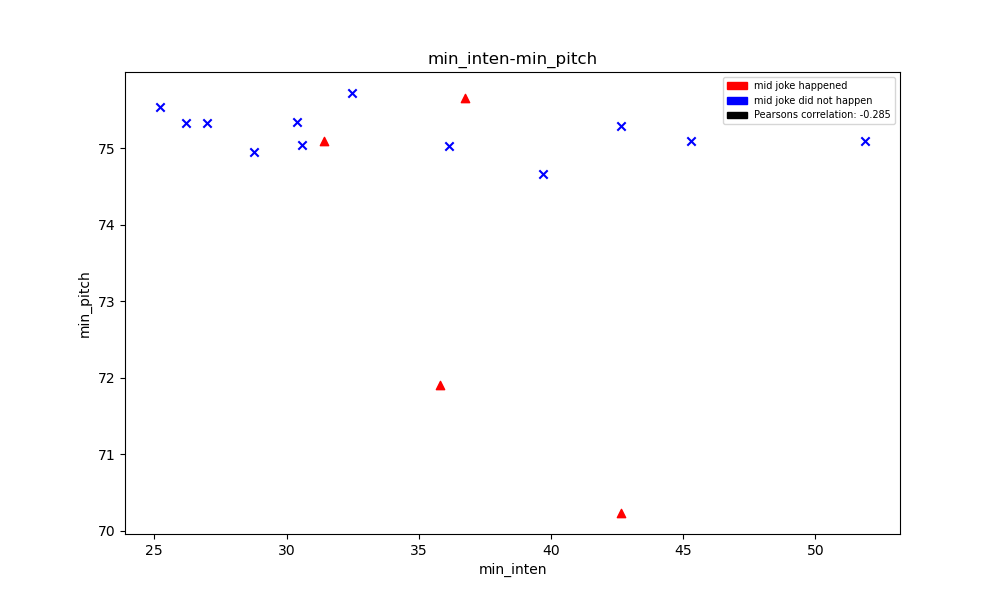 min_inten-min_pitch
mid joke happened
mid joke did not happen
Pearsons correlation: -0.285
75
74
73
72
71
70
min_pitch
25 30 35 40 45 50
min_inten